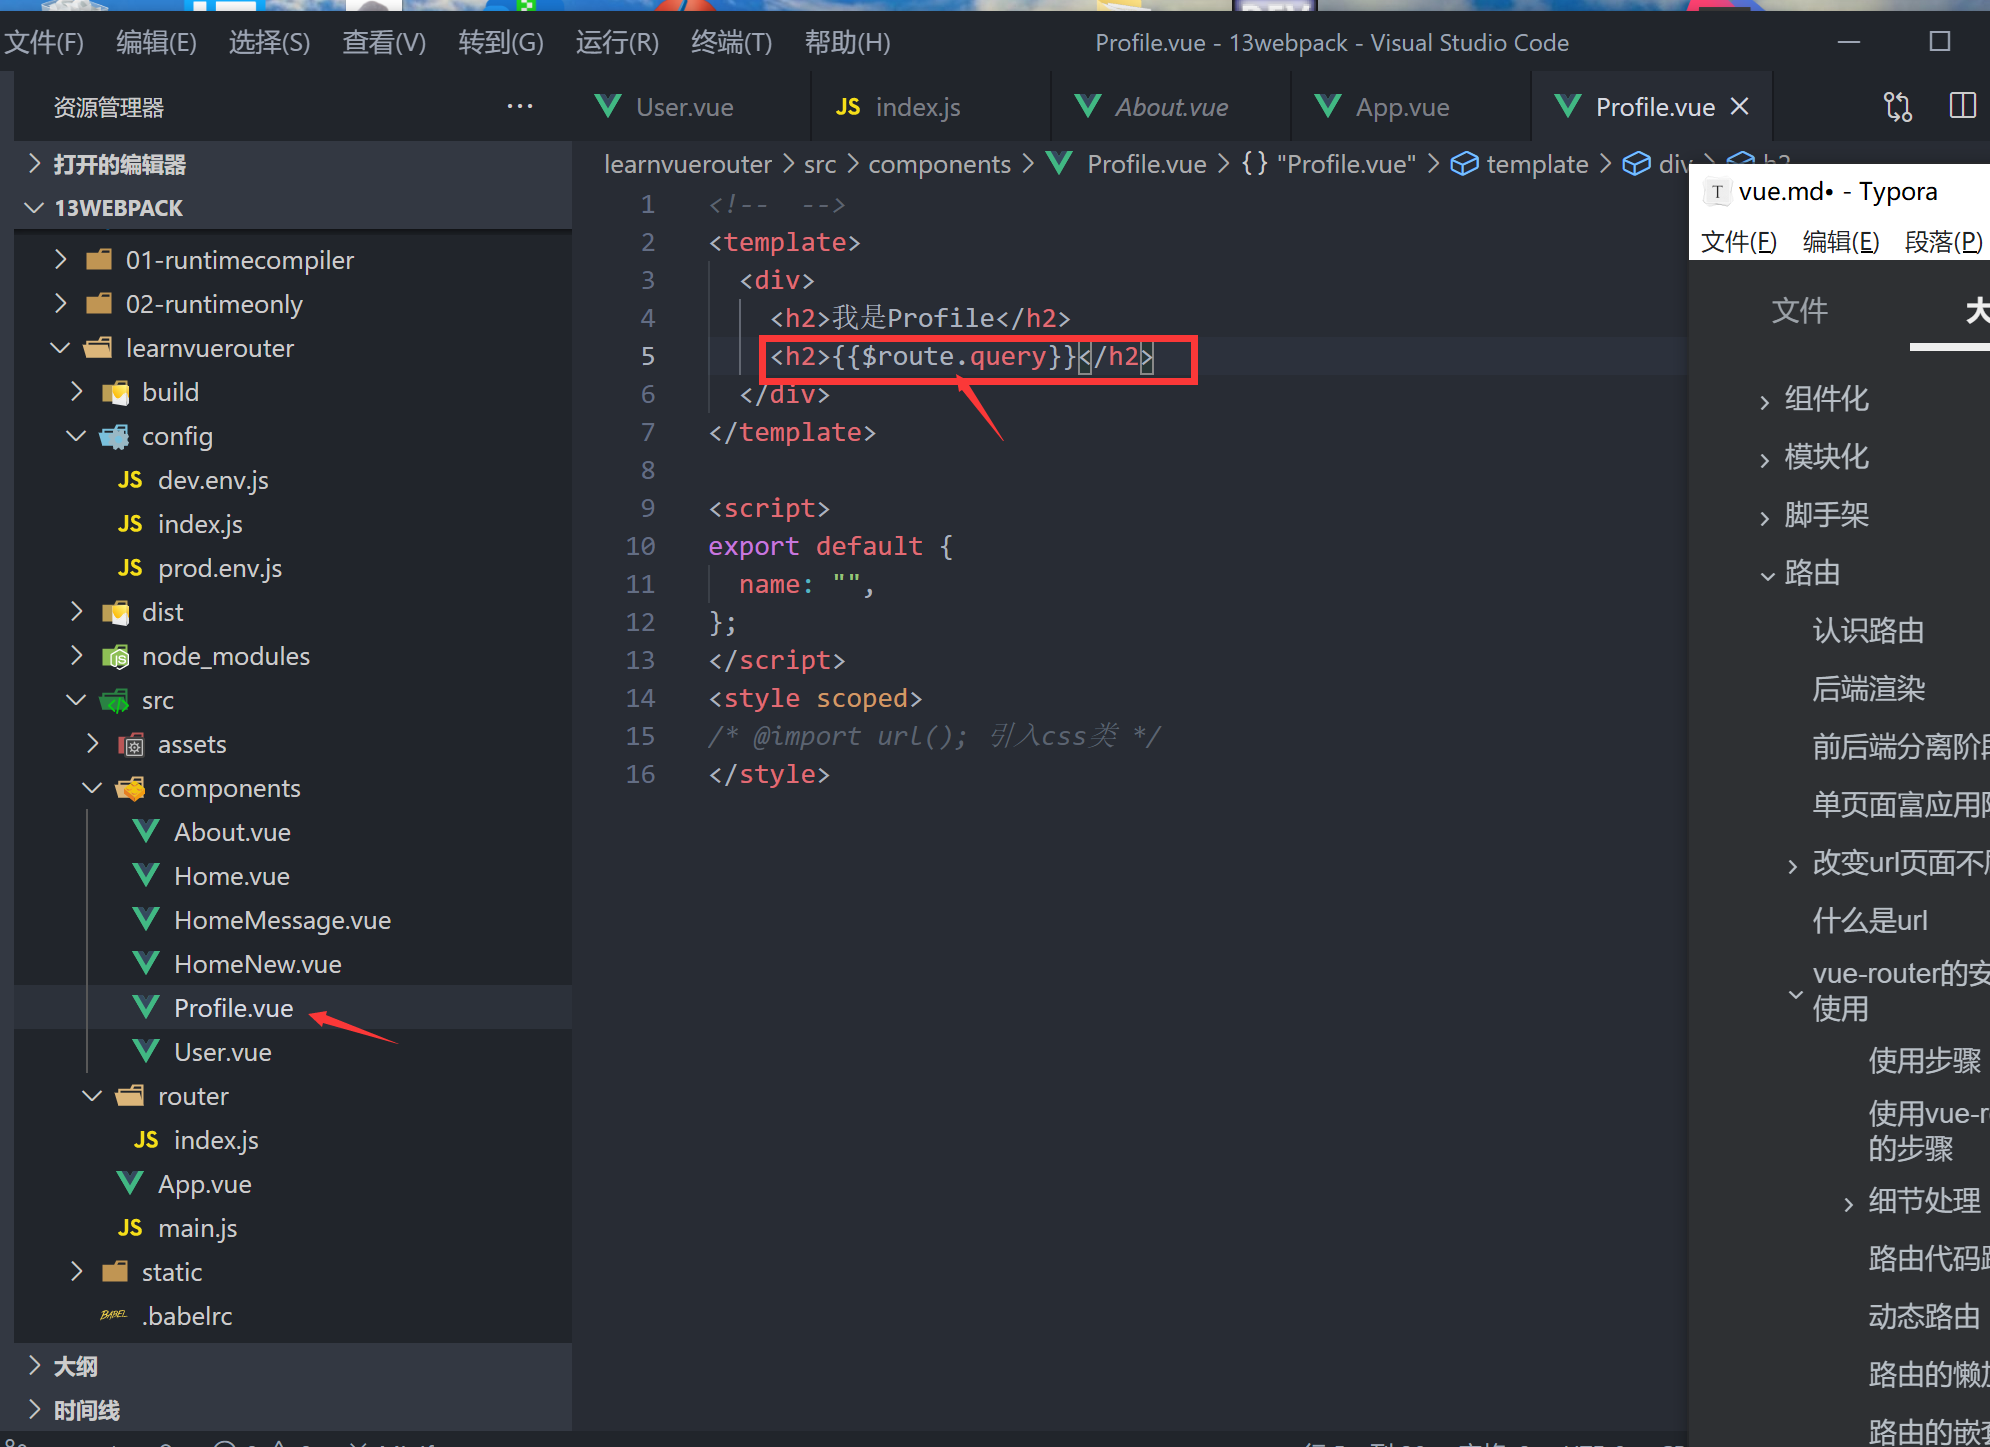 文件(F) 编辑(E) 选择(S) 查看(V) 转到(G) 运行(R) 终端(T) 帮助(H) Profile.vue - 13webpack - Visual Studio Code
资源管理器 ···
User.vue JS index.js About.vue App.vue Profile.vue
打开的编辑器
13WEBPACK
01-runtimecompiler
02-runtimeonly
learnvuerouter
build
config
JS dev.env.js
JS index.js
JS prod.env.js
dist
node_modules
src
assets
components
About.vue
Home.vue
HomeMessage.vue
HomeNew.vue
Profile.vue
User.vue
router
JS index.js
App.vue
JS main.js
static
BABEL .babelrc
大纲
时间线
learnvuerouter > src > components > Profile.vue > {} "Profile.vue" > template > div
1 <!--  -->
2 <template>
3 <div>
4 <h2>我是Profile</h2>
5 <h2>{{$route.query}}</h2>
6 </div>
7 </template>
8
9 <script>
10 export default {
11 name: "",
12 };
13 </script>
14 <style scoped>
15 /* @import url(); 引入css类 */
16 </style>
T vue.md• - Typora
文件(F) 编辑(E) 段落(P)
文件 大
组件化
模块化
脚手架
路由
认识路由
后端渲染
前后端分离阶段
单页面富应用阶
改变url页面不
什么是url
vue-router的安
使用
使用步骤
使用vue-r
的步骤
细节处理
路由代码
动态路由
路由的懒加
路由的嵌套